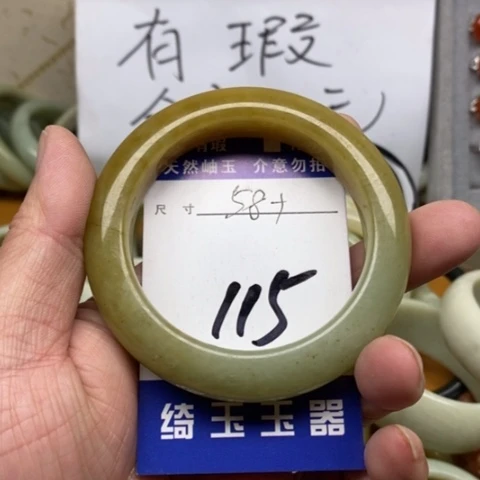 有瑕
有瑕
天然岫玉 介意勿拍
尺寸 58+
115
绮玉玉器